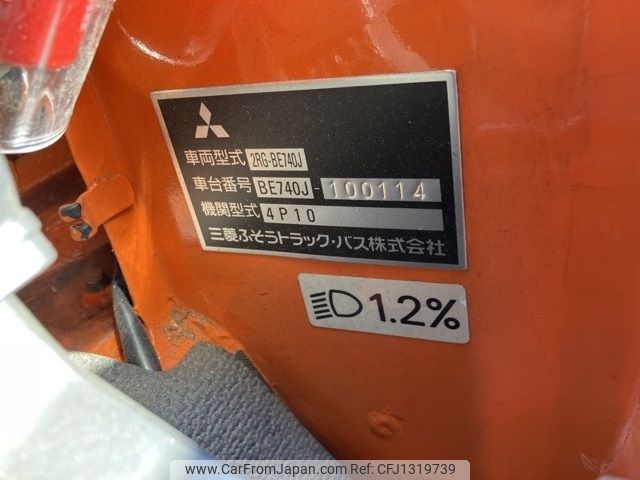 車両型式 2RG-BE740J
車台番号 BE740J-100114
機関型式 4P10
三菱ふそうトラック・バス株式会社
1.2%
www.CarFromJapan.com | CFJ1319739